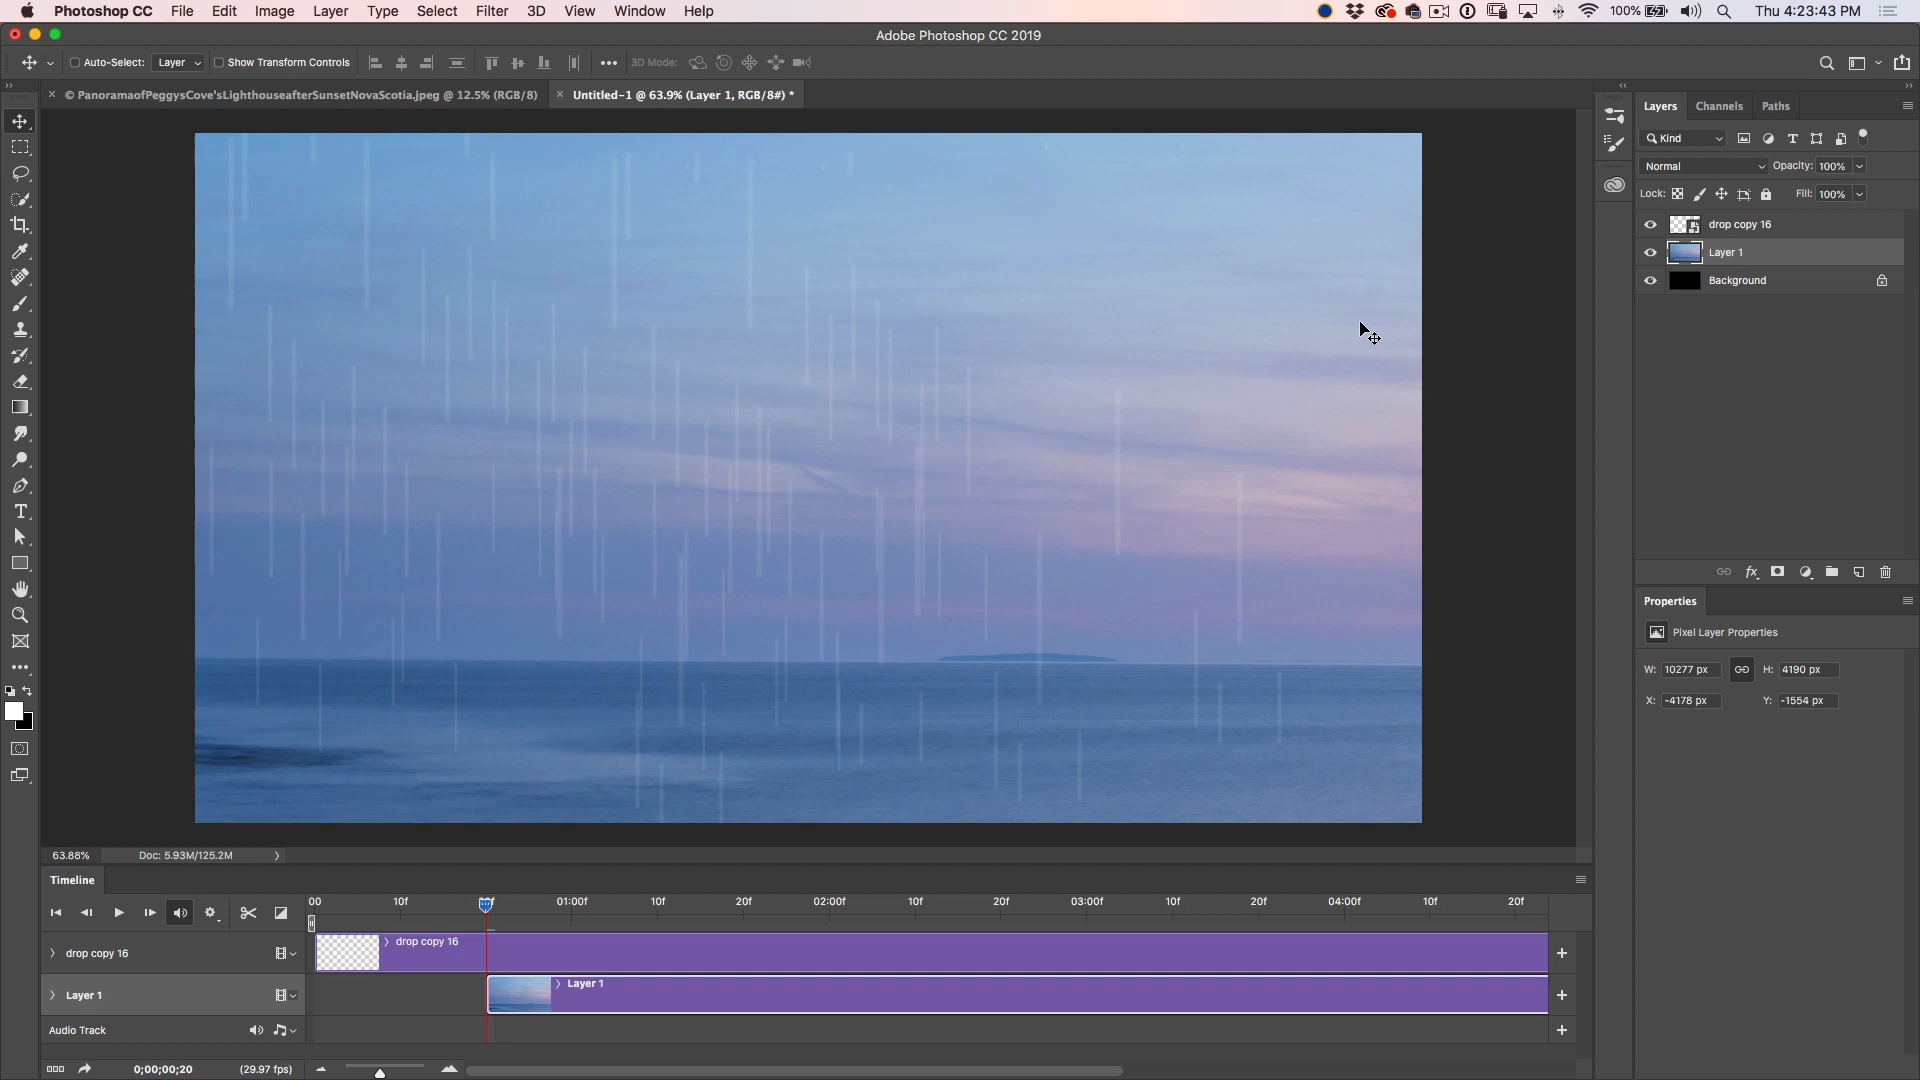 Photoshop CC File Edit Image Layer Type Select Filter 3D View Window Help 100% Thu 4:23:43 PM
Adobe Photoshop CC 2019
Auto-Select: Layer Show Transform Controls 3D Mode:
© PanoramaofPeggysCove'sLighthouseafterSunsetNovaScotia.jpeg @ 12.5% (RGB/8)
Untitled-1 @ 63.9% (Layer 1, RGB/8#) *
Layers Channels Paths
Kind
Normal Opacity: 100%
Lock: Fill: 100%
drop copy 16
Layer 1
Background
fx
Properties
Pixel Layer Properties
W: 10277 px H: 4190 px
X: -4178 px Y: -1554 px
63.88% Doc: 5.93M/125.2M
Timeline
00 10f 01:00f 10f 20f 02:00f 10f 20f 03:00f 10f 20f 04:00f 10f 20f
drop copy 16 drop copy 16
Layer 1 Layer 1
Audio Track
0;00;00;20 (29.97 fps)